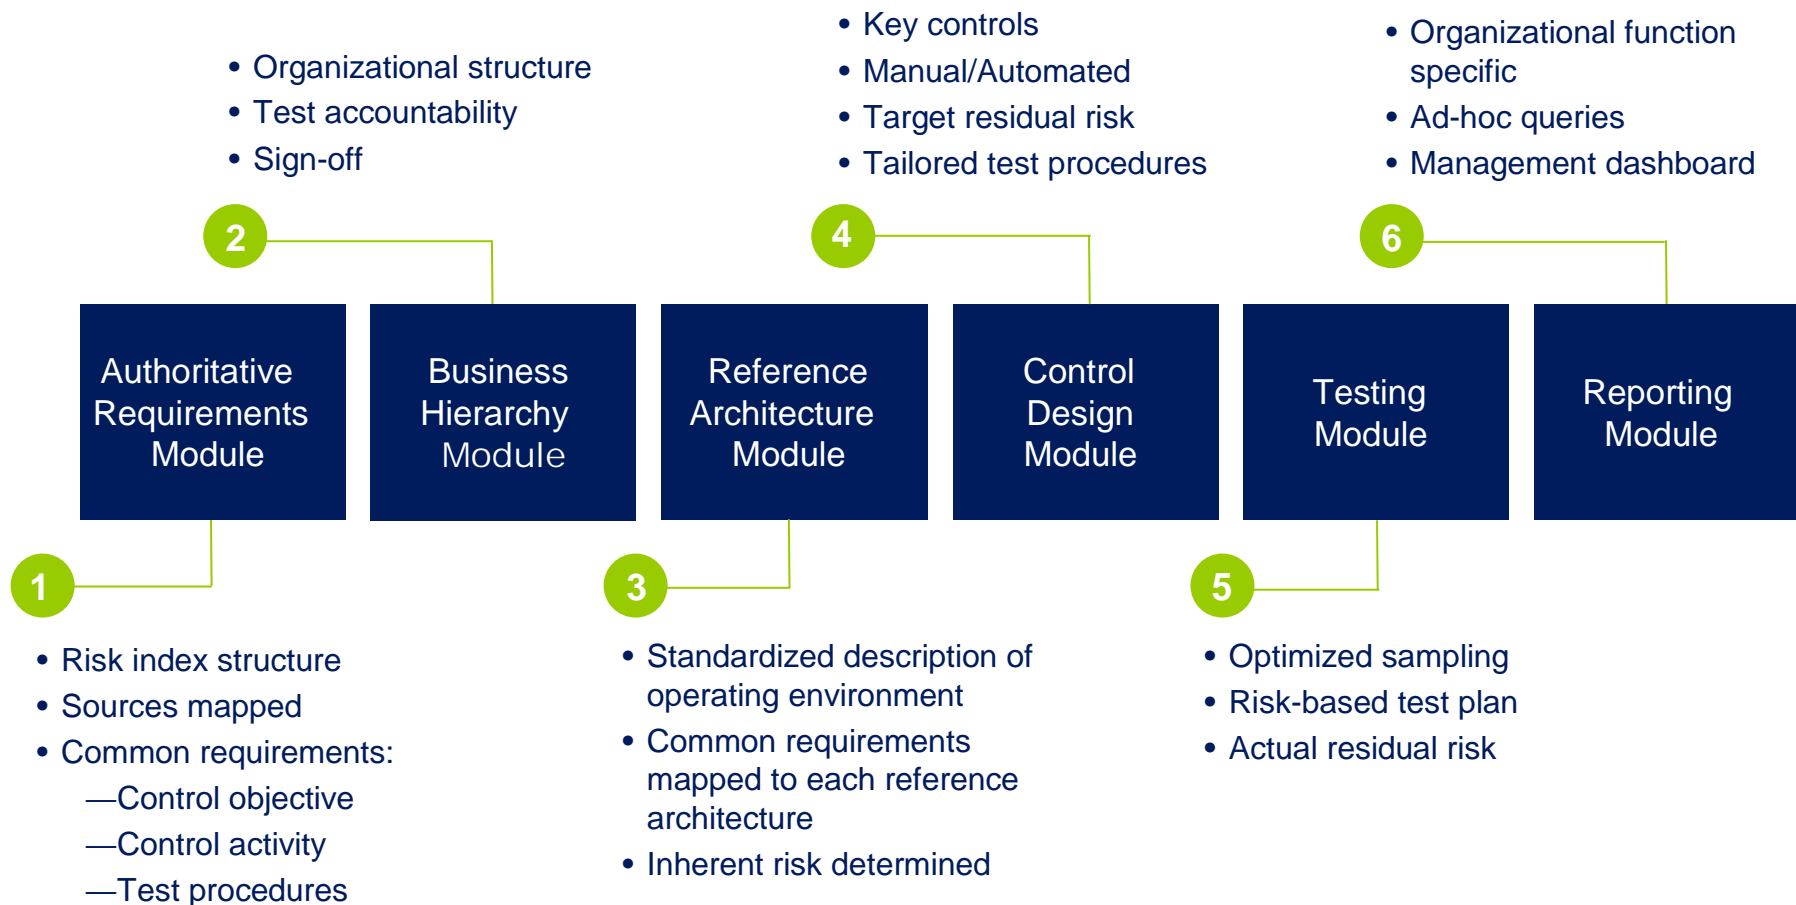 • Organizational structure
• Test accountability
• Sign-off
• Key controls
• Manual/Automated
• Target residual risk
• Tailored test procedures
• Organizational function
specific
• Ad-hoc queries
• Management dashboard
2
4
6
Authoritative
Requirements
Module
Business
Hierarchy
Module
Reference
Architecture
Module
Control
Design
Module
Testing
Module
Reporting
Module
1
3
5
• Risk index structure
• Sources mapped
• Common requirements:
—Control objective
—Control activity
—Test procedures
• Standardized description of
operating environment
• Common requirements
mapped to each reference
architecture
• Inherent risk determined
• Optimized sampling
• Risk-based test plan
• Actual residual risk